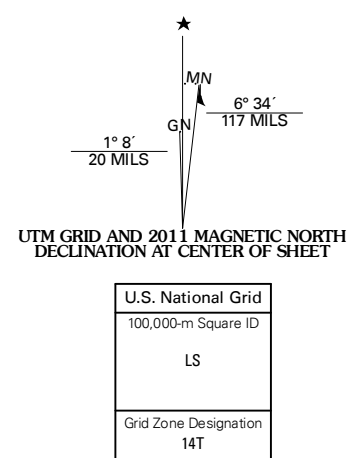 ★
MN
GN
6° 34´
117 MILS
1° 8´
20 MILS
UTM GRID AND 2011 MAGNETIC NORTH
DECLINATION AT CENTER OF SHEET
U.S. National Grid
100,000-m Square ID
LS
Grid Zone Designation
14T